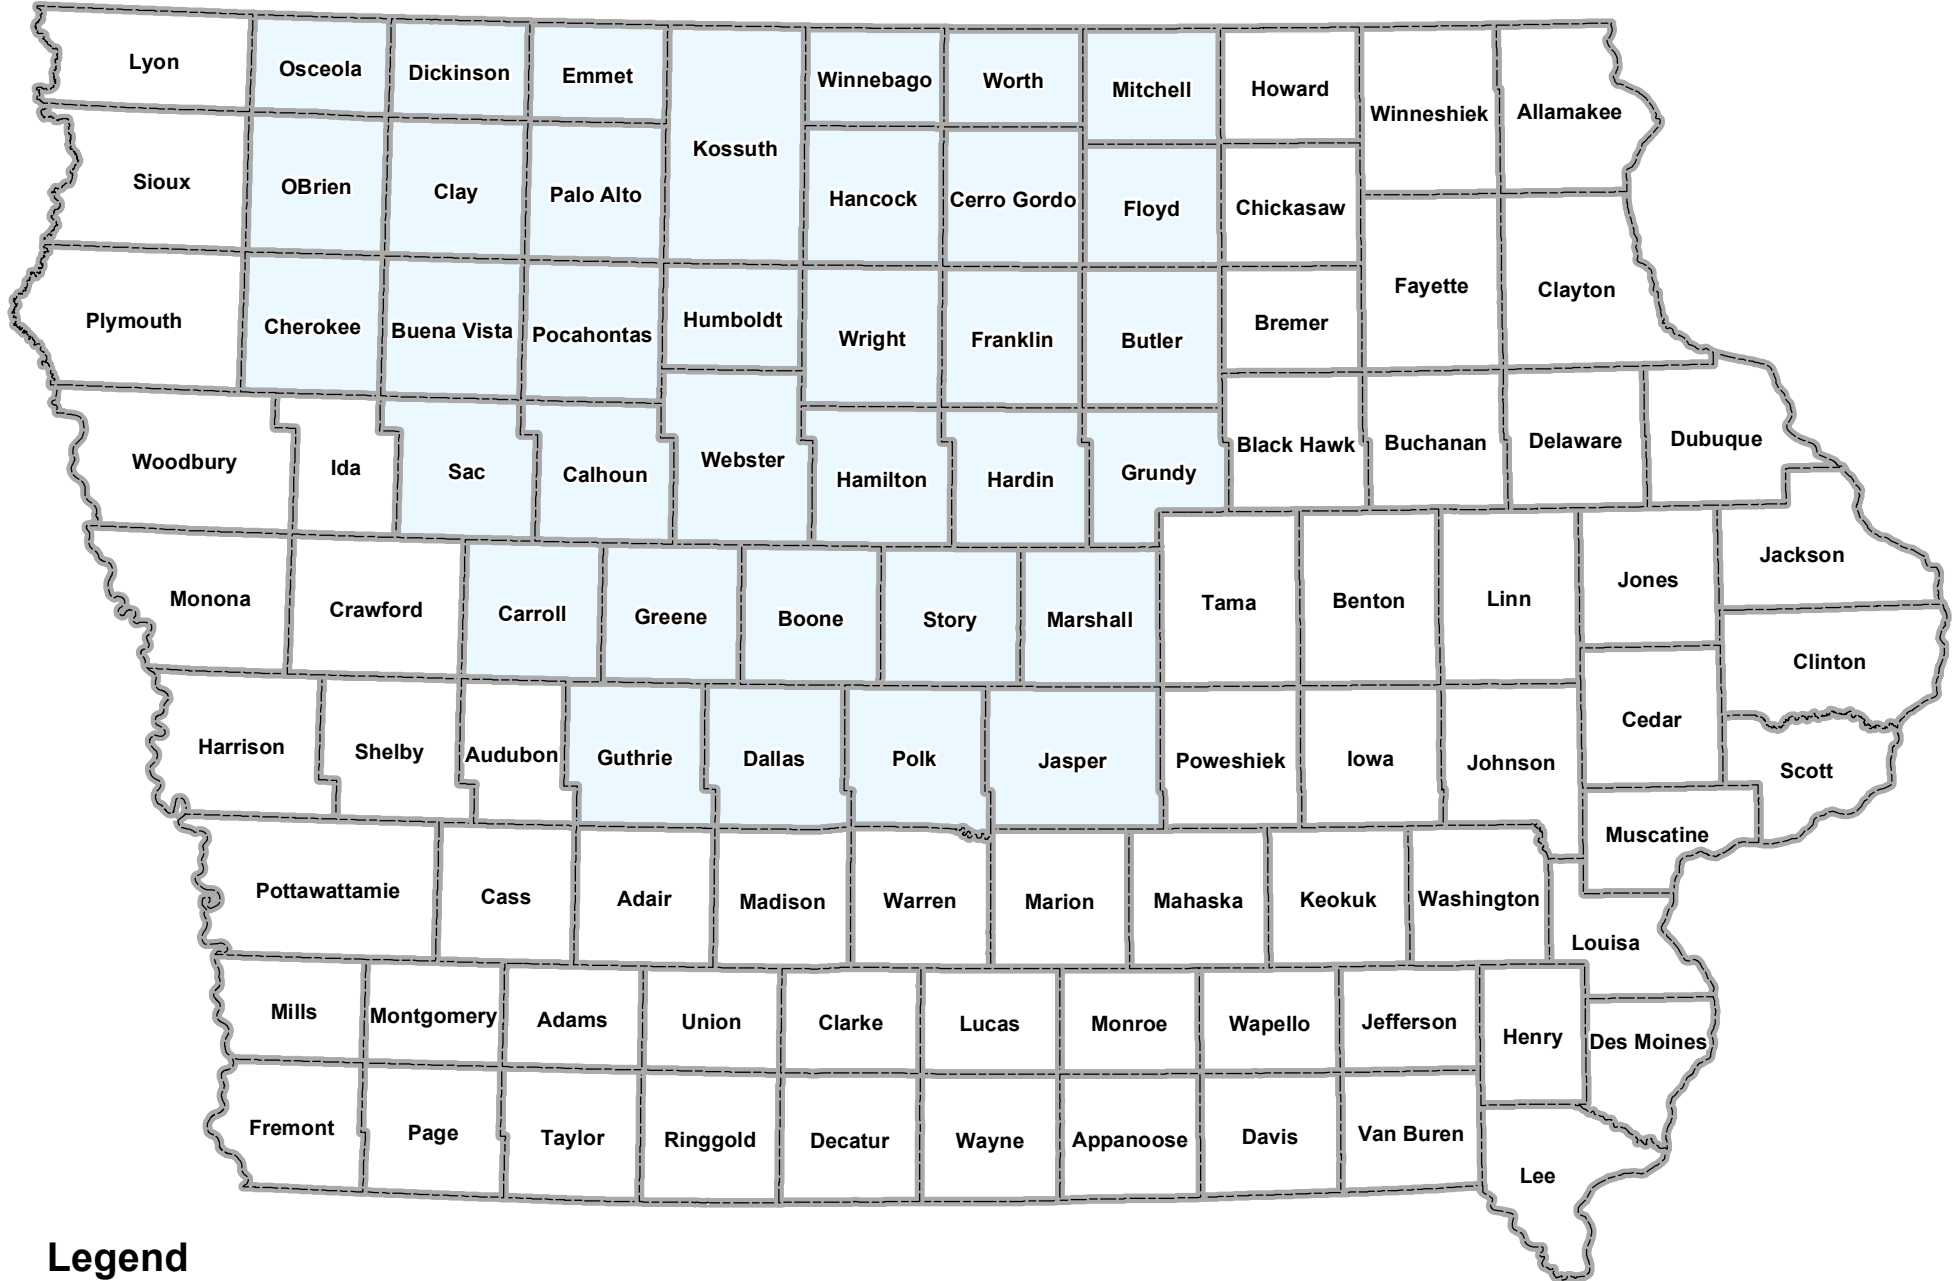 Lyon
Osceola
Dickinson
Emmet
Kossuth
Winnebago
Worth
Mitchell
Howard
Winneshiek
Allamakee
Sioux
OBrien
Clay
Palo Alto
Hancock
Cerro Gordo
Floyd
Chickasaw
Plymouth
Cherokee
Buena Vista
Pocahontas
Humboldt
Wright
Franklin
Butler
Bremer
Fayette
Clayton
Woodbury
Ida
Sac
Calhoun
Webster
Hamilton
Hardin
Grundy
Black Hawk
Buchanan
Delaware
Dubuque
Monona
Crawford
Carroll
Greene
Boone
Story
Marshall
Tama
Benton
Linn
Jones
Jackson
Clinton
Harrison
Shelby
Audubon
Guthrie
Dallas
Polk
Jasper
Poweshiek
Iowa
Johnson
Cedar
Scott
Muscatine
Pottawattamie
Cass
Adair
Madison
Warren
Marion
Mahaska
Keokuk
Washington
Louisa
Mills
Montgomery
Adams
Union
Clarke
Lucas
Monroe
Wapello
Jefferson
Henry
Des Moines
Fremont
Page
Taylor
Ringgold
Decatur
Wayne
Appanoose
Davis
Van Buren
Lee
Legend